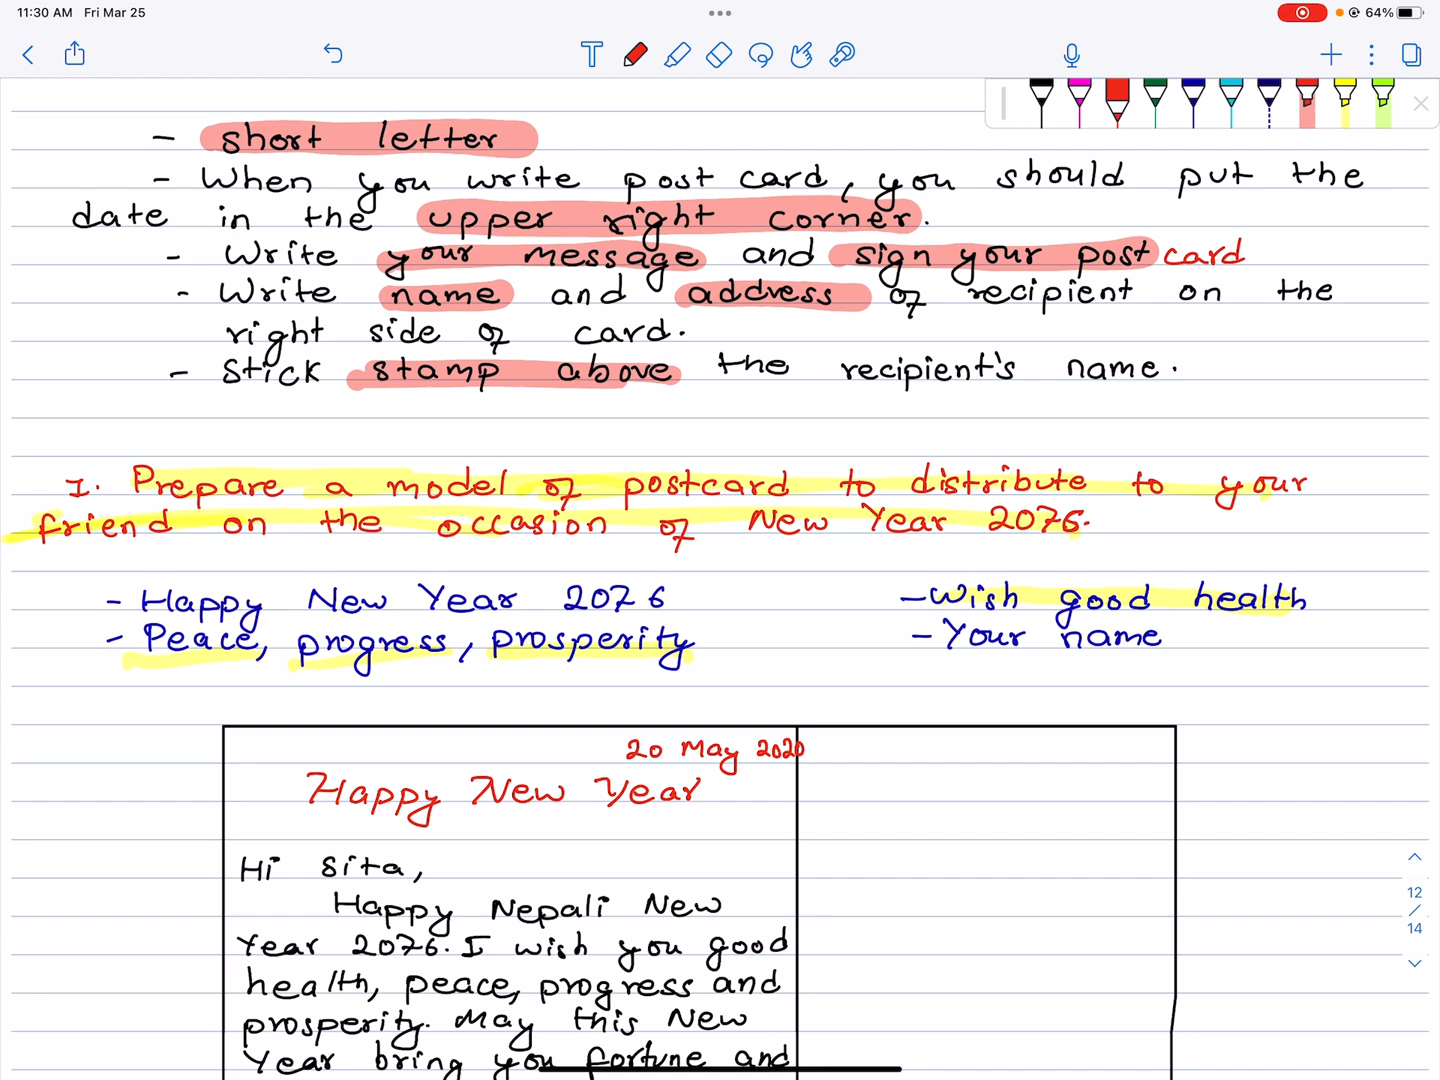 11:30 AM Fri Mar 25
64%
- short letter
- When you write post card, you should put the
date in the upper right corner.
- Write your message and sign your post card
- Write name and address of recipient on the
right side of card.
- Stick stamp above the recipient's name.
1. Prepare a model of postcard to distribute to your
friend on the occasion of New Year 2076.
- Happy New Year 2076
- Peace, progress, prosperity
- Wish good health
- Your name
20 May 2020
Happy New Year
Hi Sita,
Happy Nepali New
Year 2076. I wish you good
health, peace, progress and
prosperity. May this New
Year bring you fortune and
12
/
14